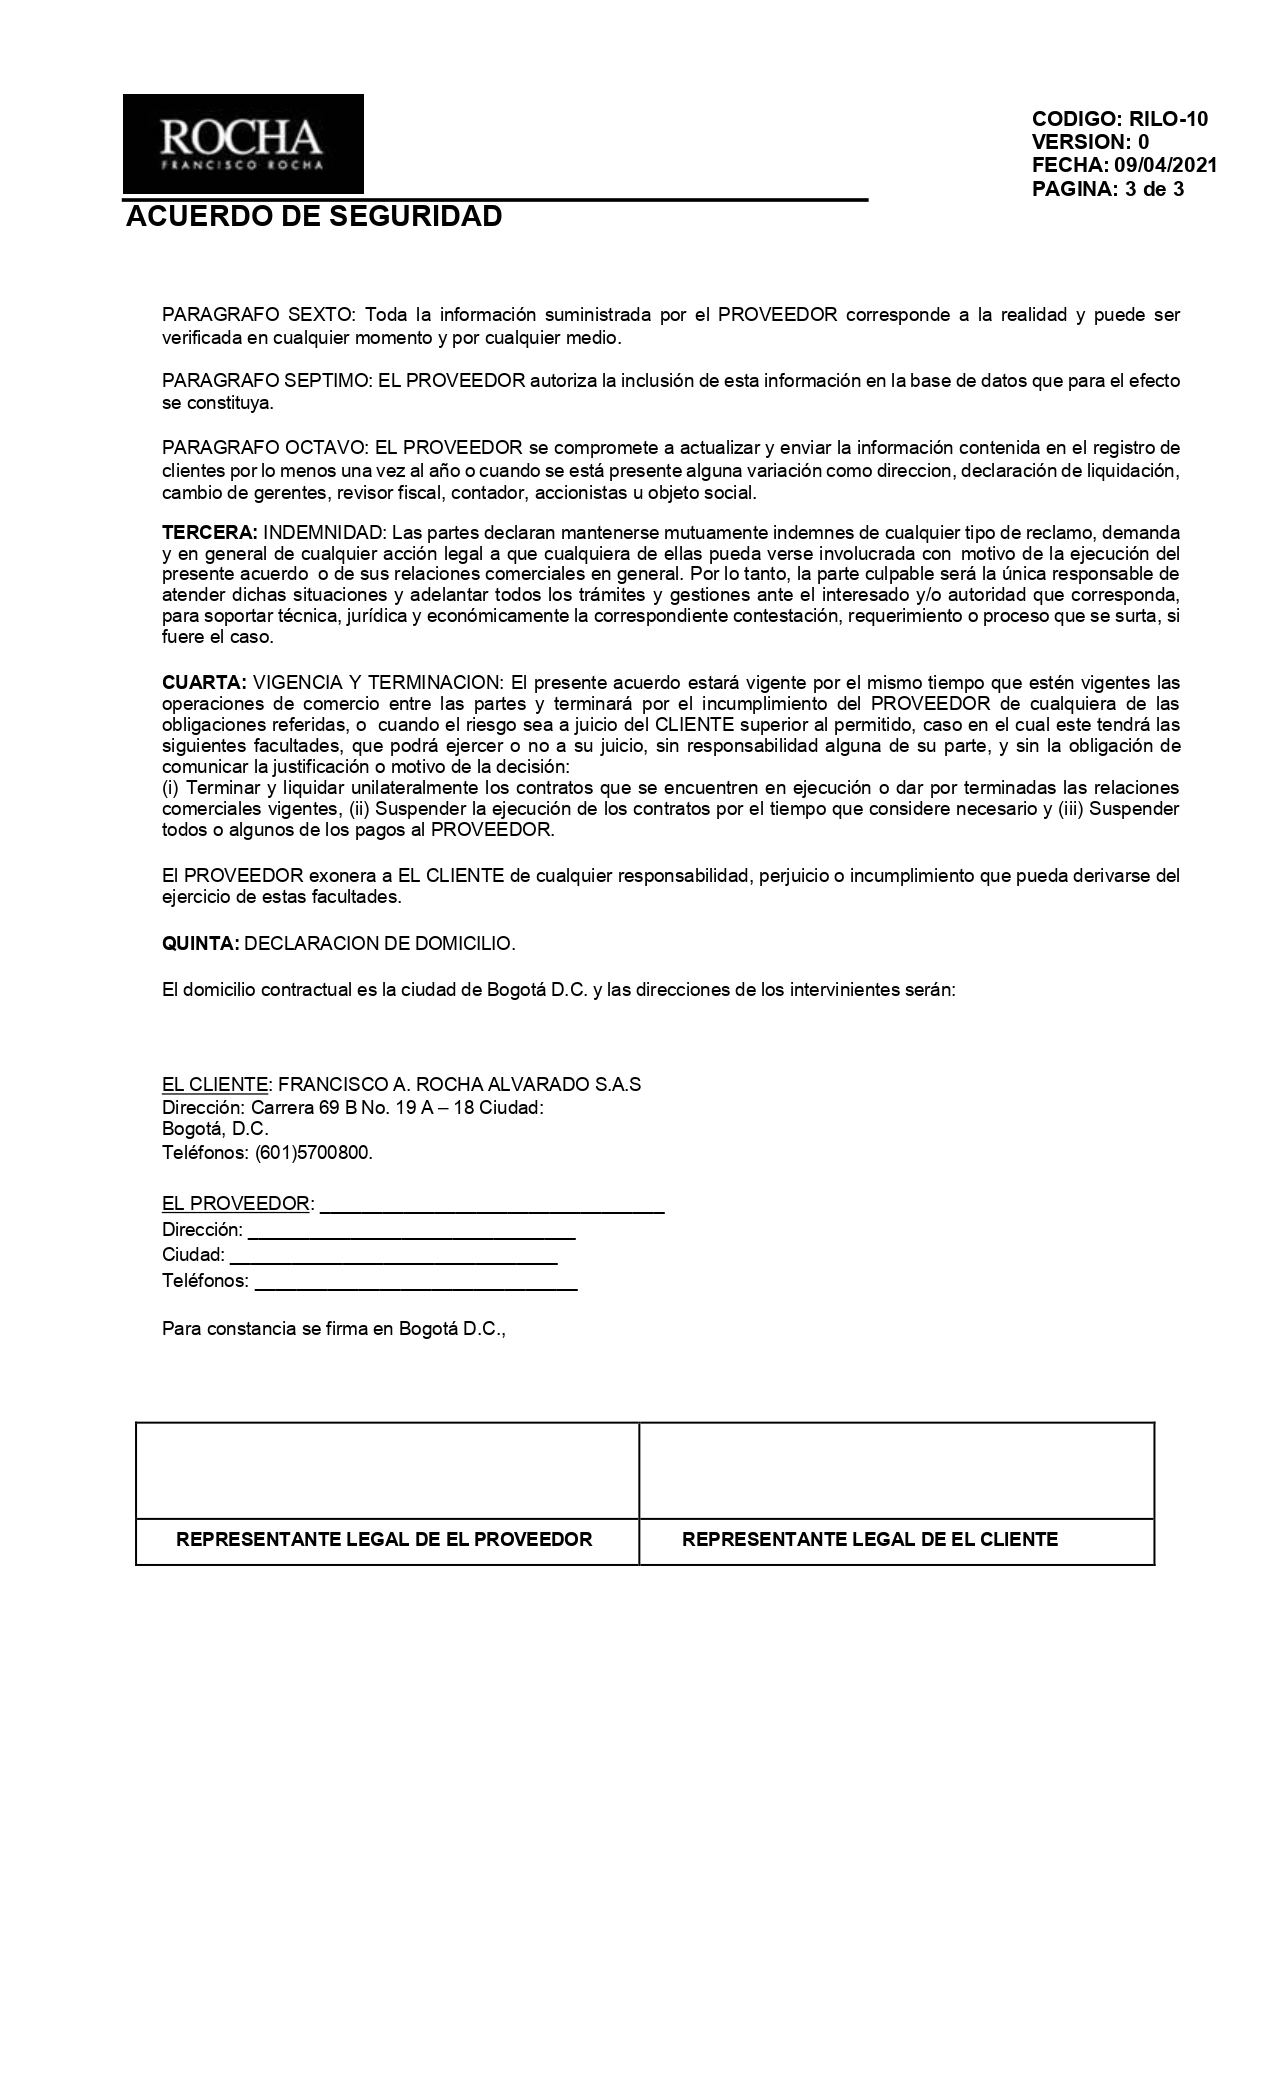 ROCHA
FRANCISCO ROCHA
CODIGO: RILO-10
VERSION: 0
FECHA: 09/04/2021
PAGINA: 3 de 3
ACUERDO DE SEGURIDAD
PARAGRAFO SEXTO: Toda la información suministrada por el PROVEEDOR corresponde a la realidad y puede ser
verificada en cualquier momento y por cualquier medio.
PARAGRAFO SEPTIMO: EL PROVEEDOR autoriza la inclusión de esta información en la base de datos que para el efecto
se constituya.
PARAGRAFO OCTAVO: EL PROVEEDOR se compromete a actualizar y enviar la información contenida en el registro de
clientes por lo menos una vez al año o cuando se está presente alguna variación como direccion, declaración de liquidación,
cambio de gerentes, revisor fiscal, contador, accionistas u objeto social.
TERCERA: INDEMNIDAD: Las partes declaran mantenerse mutuamente indemnes de cualquier tipo de reclamo, demanda
y en general de cualquier acción legal a que cualquiera de ellas pueda verse involucrada con motivo de la ejecución del
presente acuerdo o de sus relaciones comerciales en general. Por lo tanto, la parte culpable será la única responsable de
atender dichas situaciones y adelantar todos los trámites y gestiones ante el interesado y/o autoridad que corresponda,
para soportar técnica, jurídica y económicamente la correspondiente contestación, requerimiento o proceso que se surta, si
fuere el caso.
CUARTA: VIGENCIA Y TERMINACION: El presente acuerdo estará vigente por el mismo tiempo que estén vigentes las
operaciones de comercio entre las partes y terminará por el incumplimiento del PROVEEDOR de cualquiera de las
obligaciones referidas, o cuando el riesgo sea a juicio del CLIENTE superior al permitido, caso en el cual este tendrá las
siguientes facultades, que podrá ejercer o no a su juicio, sin responsabilidad alguna de su parte, y sin la obligación de
comunicar la justificación o motivo de la decisión:
(i) Terminar y liquidar unilateralmente los contratos que se encuentren en ejecución o dar por terminadas las relaciones
comerciales vigentes, (ii) Suspender la ejecución de los contratos por el tiempo que considere necesario y (iii) Suspender
todos o algunos de los pagos al PROVEEDOR.
El PROVEEDOR exonera a EL CLIENTE de cualquier responsabilidad, perjuicio o incumplimiento que pueda derivarse del
ejercicio de estas facultades.
QUINTA: DECLARACION DE DOMICILIO.
El domicilio contractual es la ciudad de Bogotá D.C. y las direcciones de los intervinientes serán:
EL CLIENTE: FRANCISCO A. ROCHA ALVARADO S.A.S
Dirección: Carrera 69 B No. 19 A – 18 Ciudad:
Bogotá, D.C.
Teléfonos: (601)5700800.
EL PROVEEDOR: _________________________________
Dirección: _______________________________
Ciudad: _______________________________
Teléfonos: _______________________________
Para constancia se firma en Bogotá D.C.,
REPRESENTANTE LEGAL DE EL PROVEEDOR
REPRESENTANTE LEGAL DE EL CLIENTE